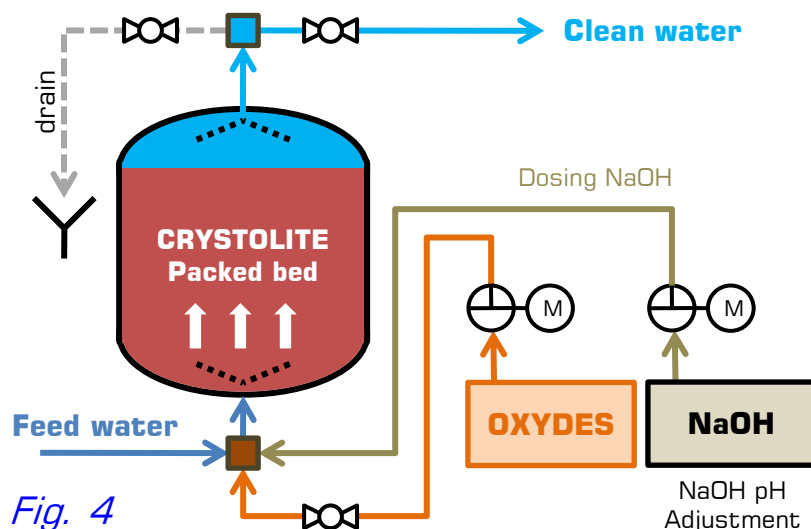 Clean water
drain
Dosing NaOH
CRYSTOLITE
Packed bed
M
M
OXYDES
NaOH
Feed water
NaOH pH
Adjustment
Fig. 4